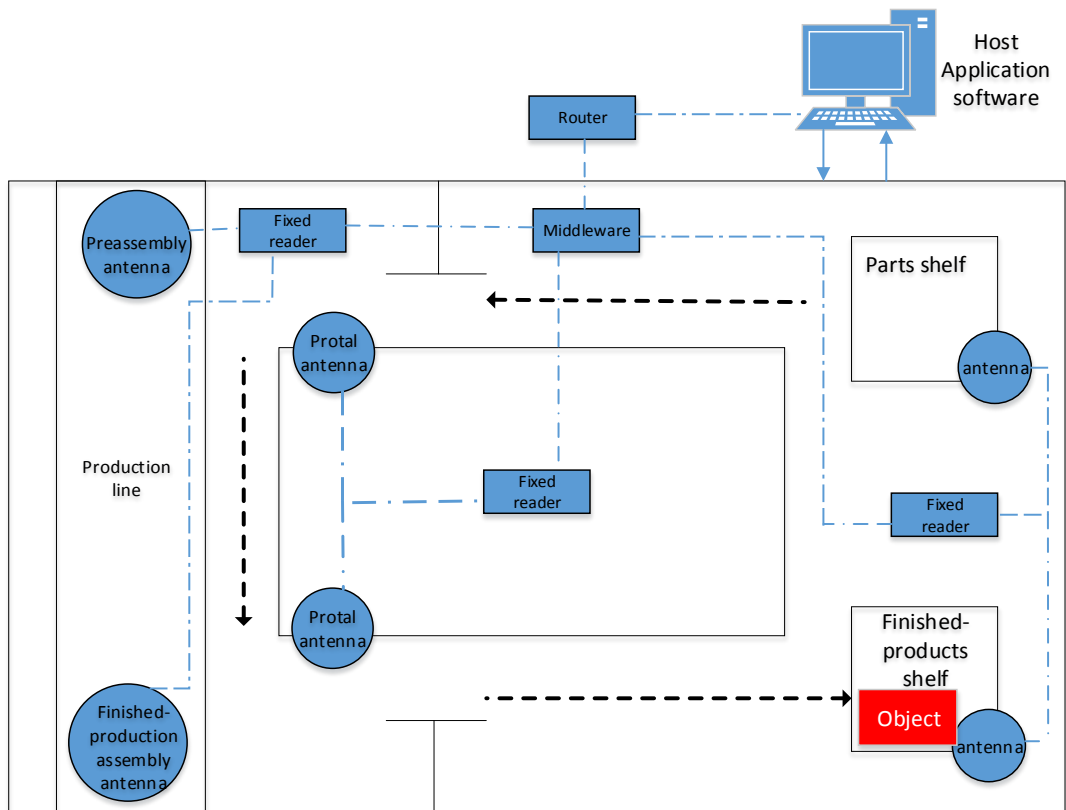 Host
Application
software
Router
Fixed
reader
Middleware
Preassembly
antenna
Parts shelf
Protal
antenna
antenna
Production
line
Fixed
reader
Fixed
reader
Protal
antenna
Finished-
products
shelf
Object
antenna
Finished-
production
assembly
antenna